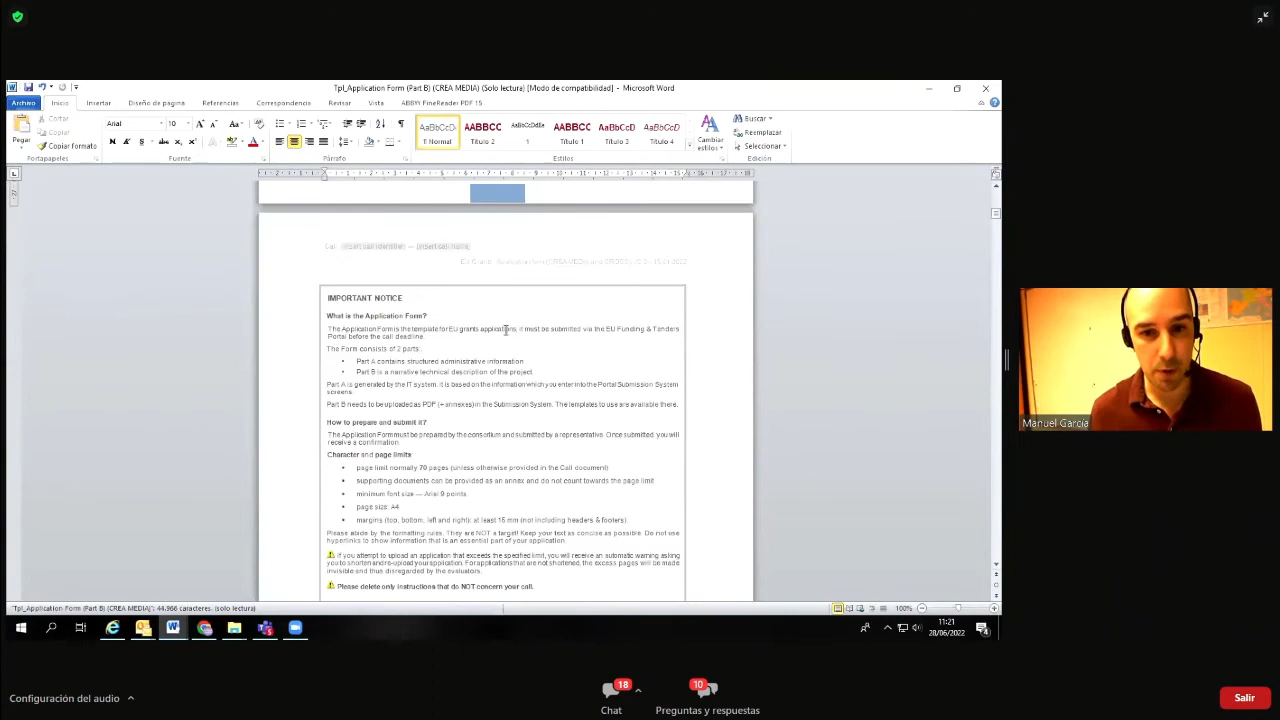 Tpl_Application Form (Part B) (CREA MEDIA) (Solo lectura) [Modo de compatibilidad] - Microsoft Word
Archivo Inicio Insertar Diseño de página Referencias Correspondencia Revisar Vista ABBYY FineReader PDF 15
Pegar
Cortar
Copiar
Copiar formato
Portapapeles
Arial 10
Fuente
Párrafo
AaBbCcD AABBCC AaBbCcDdEe AABBCC AaBbCcD AaBbCcD
¶ Normal Título 2 1 Título 1 Título 3 Título 4
Cambiar estilos
Estilos
Buscar
Reemplazar
Seleccionar
Edición
[insert call identifier] — [insert call name]
IMPORTANT NOTICE
What is the Application Form?
The Application Form is the template for EU grants applications; it must be submitted via the EU Funding & Tenders
Portal before the call deadline.
The Form consists of 2 parts:
• Part A contains structured administrative information
• Part B is a narrative technical description of the project.
Part A is generated by the IT system. It is based on the information which you enter into the Portal Submission System
screens.
Part B needs to be uploaded as PDF (+ annexes) in the Submission System. The templates to use are available there.
How to prepare and submit it?
The Application Form must be prepared by the consortium and submitted by a representative. Once submitted, you will
receive a confirmation.
Character and page limits:
• page limit normally 70 pages (unless otherwise provided in the Call document)
• supporting documents can be provided as an annex and do not count towards the page limit
• minimum font size — Arial 9 points
• page size: A4
• margins (top, bottom, left and right): at least 15 mm (not including headers & footers).
Please abide by the formatting rules. They are NOT a target! Keep your text as concise as possible. Do not use
hyperlinks to show information that is an essential part of your application.
If you attempt to upload an application that exceeds the specified limit, you will receive an automatic warning asking
you to shorten and re-upload your application. For applications that are not shortened, the excess pages will be made
invisible and thus disregarded by the evaluators.
Please delete only instructions that do NOT concern your call.
"Tpl_Application Form (Part B) (CREA MEDIA)": 44.966 caracteres. (solo lectura)
100%
11:21
28/06/2022
4
Manuel García
Configuración del audio
18
Chat
10
Preguntas y respuestas
Salir